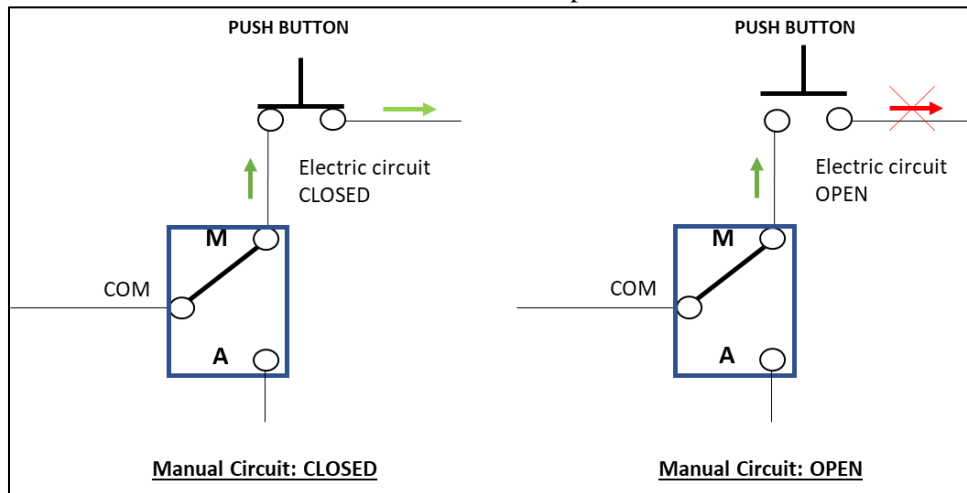 PUSH BUTTON
Electric circuit
CLOSED
M
COM
A
Manual Circuit: CLOSED
PUSH BUTTON
Electric circuit
OPEN
M
COM
A
Manual Circuit: OPEN